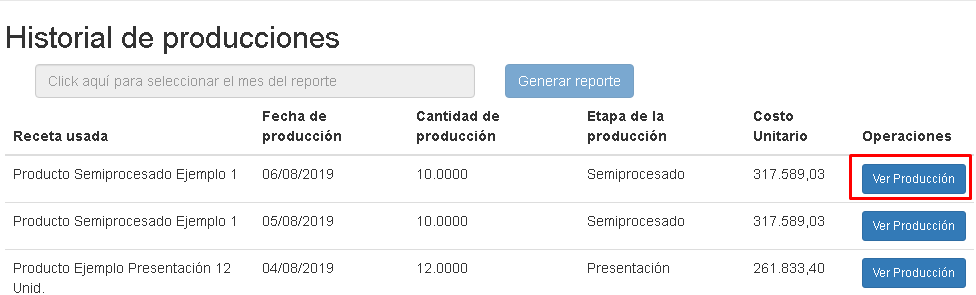 Historial de producciones
Click aquí para seleccionar el mes del reporte Generar reporte
Receta usada Fecha de producción Cantidad de producción Etapa de la producción Costo Unitario Operaciones
Producto Semiprocesado Ejemplo 1 06/08/2019 10.0000 Semiprocesado 317.589,03 Ver Producción
Producto Semiprocesado Ejemplo 1 05/08/2019 10.0000 Semiprocesado 317.589,03 Ver Producción
Producto Ejemplo Presentación 12 04/08/2019 12.0000 Presentación 261.833,40 Ver Producción
Unid.